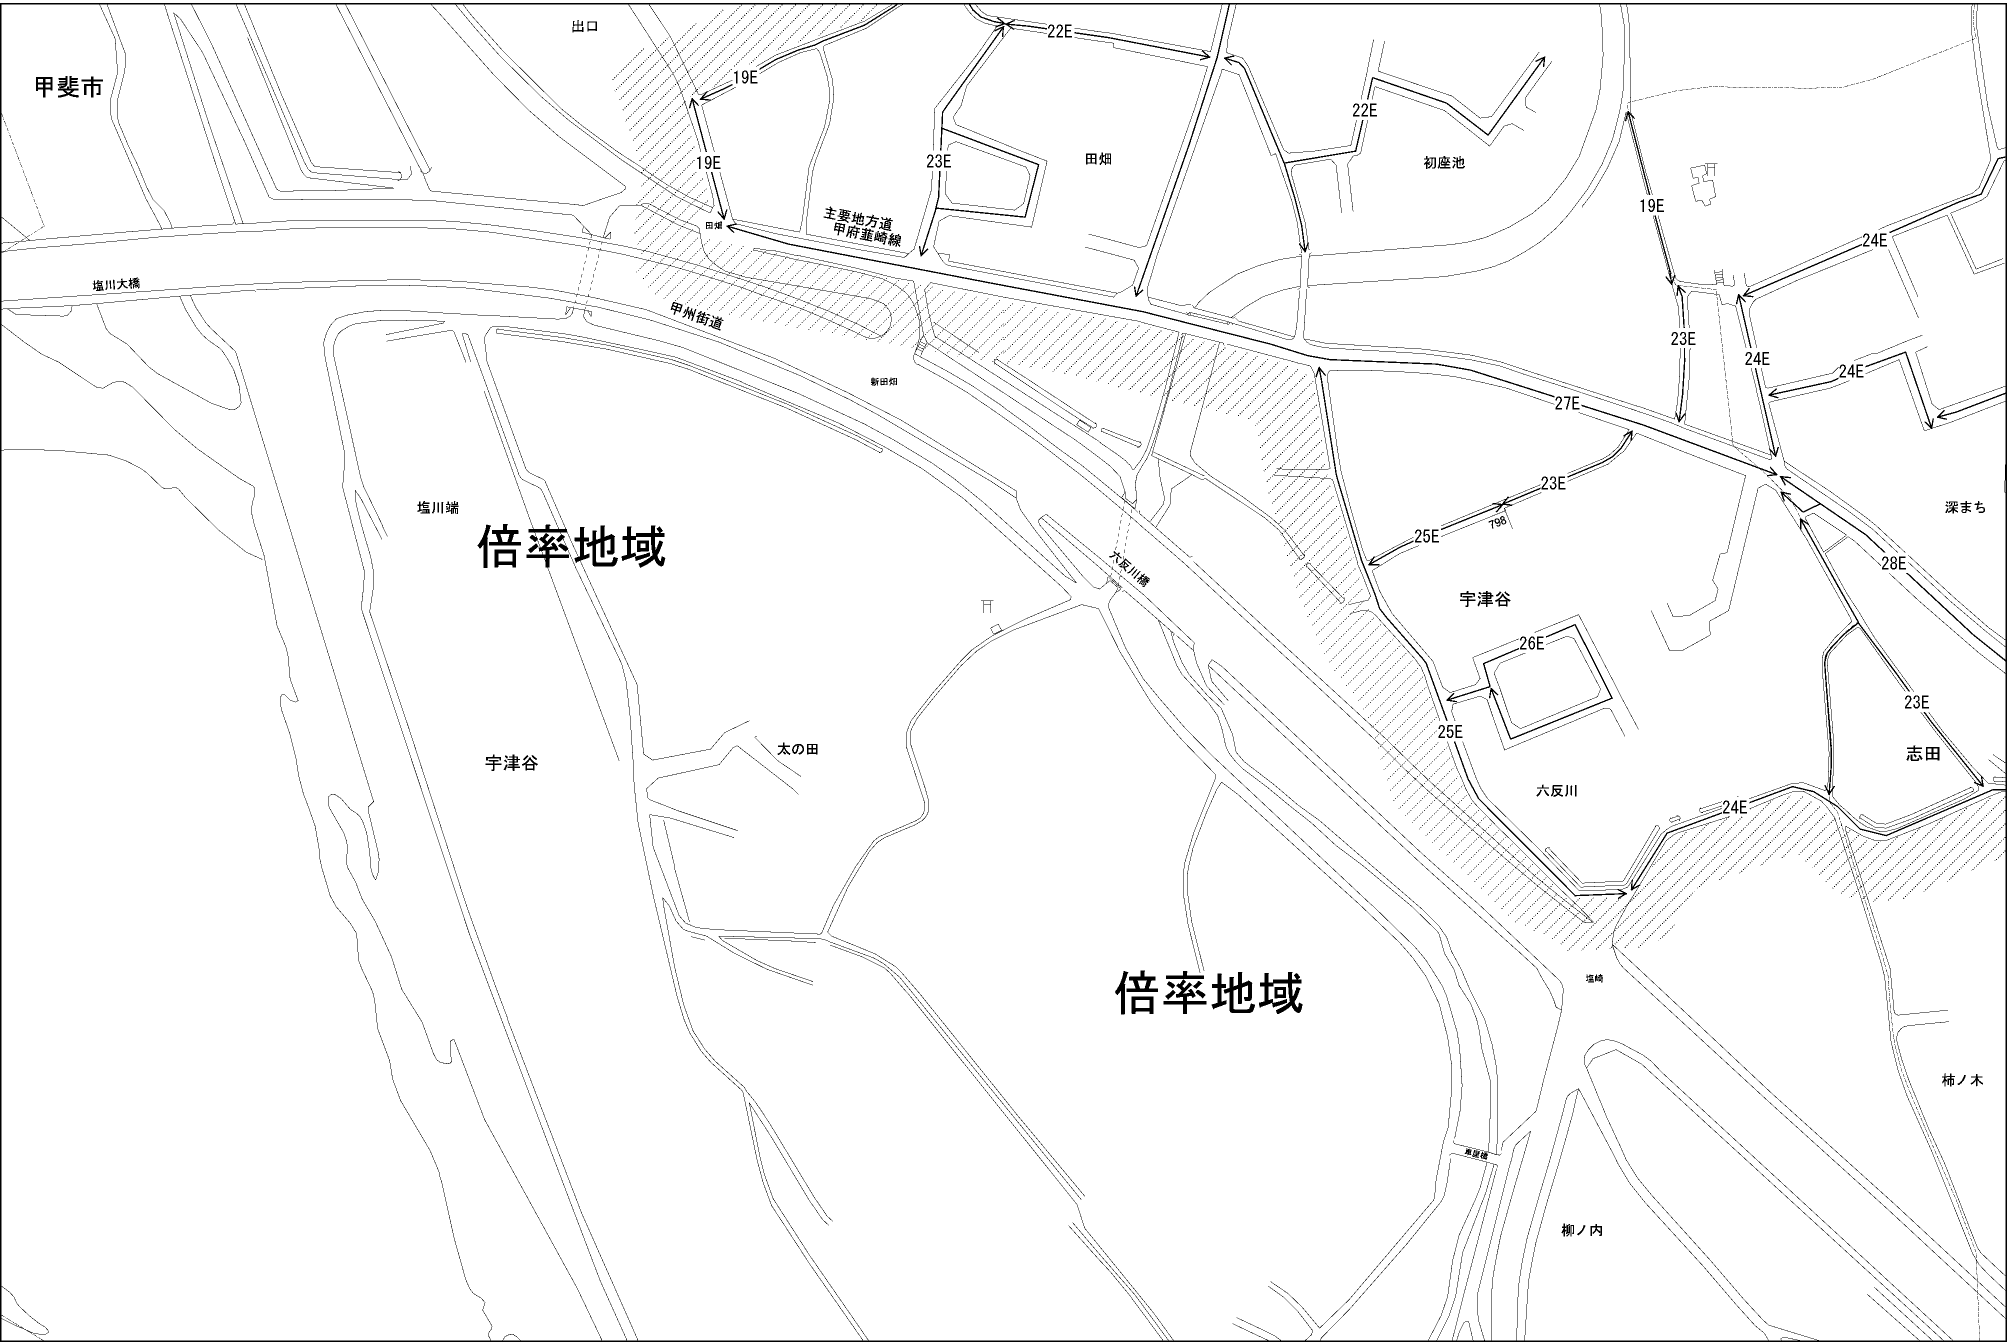 出口
22E
甲斐市
19E
22E
23E
19E
田畑
初座池
19E
主要地方道
甲府韮崎線
田畑
24E
塩川大橋
甲州街道
23E
24E
24E
新田畑
27E
23E
798
25E
塩川端
倍率地域
深まち
六反川橋
28E
宇津谷
26E
23E
25E
太の田
宇津谷
志田
六反川
24E
倍率地域
塩崎
柿ノ木
柳ノ内